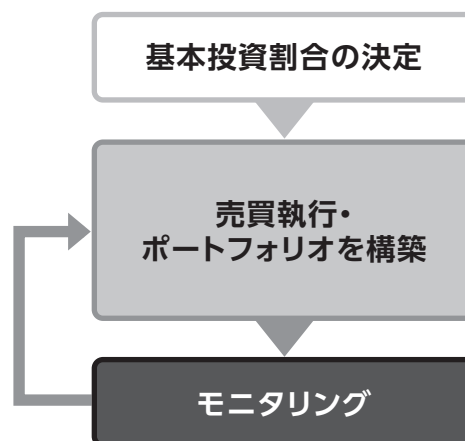 基本投資割合の決定
売買執行・
ポートフォリオを構築
モニタリング